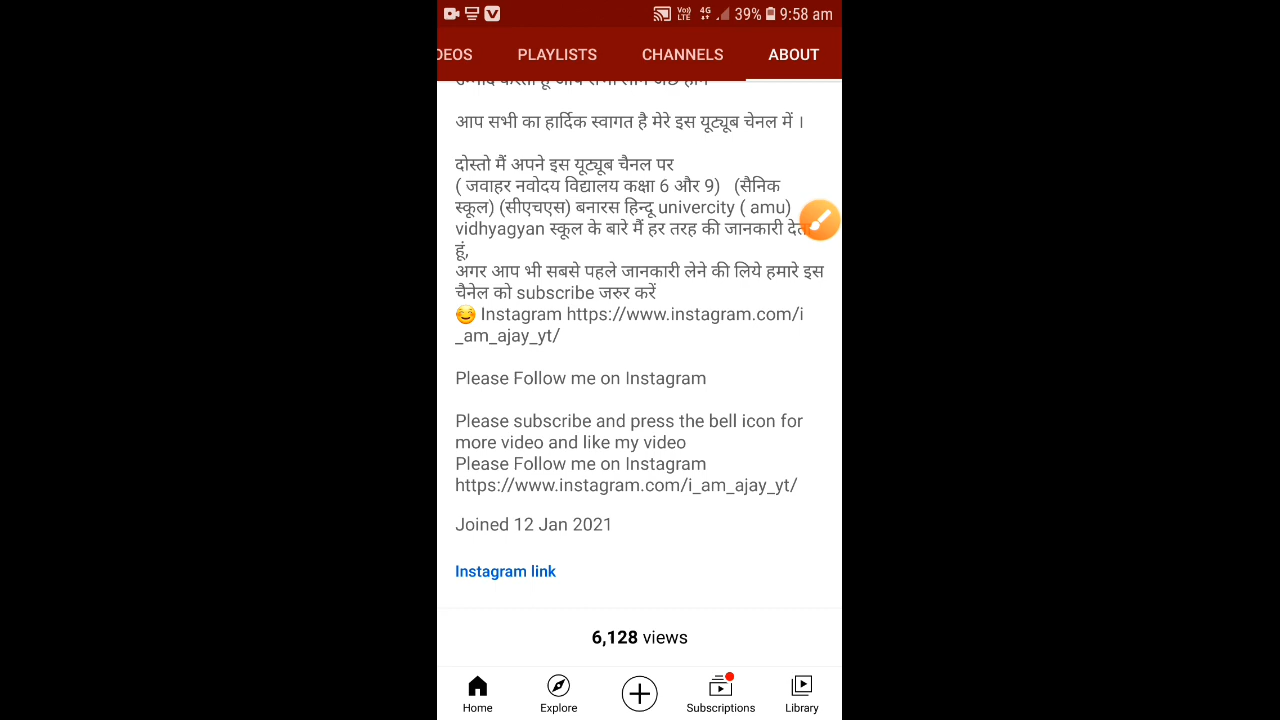 39% 9:58 am
DEOS PLAYLISTS CHANNELS ABOUT
आप सभी का हार्दिक स्वागत है मेरे इस यूट्यूब चेनल में ।
दोस्तो मैं अपने इस यूट्यूब चैनल पर
( जवाहर नवोदय विद्यालय कक्षा 6 और 9) (सैनिक
स्कूल) (सीएचएस) बनारस हिन्दू univercity ( amu)
vidhyagyan स्कूल के बारे मैं हर तरह की जानकारी
हूं,
अगर आप भी सबसे पहले जानकारी लेने की लिये हमारे इस
चैनेल को subscribe जरुर करें
😊 Instagram https://www.instagram.com/i
_am_ajay_yt/
Please Follow me on Instagram
Please subscribe and press the bell icon for
more video and like my video
Please Follow me on Instagram
https://www.instagram.com/i_am_ajay_yt/
Joined 12 Jan 2021
Instagram link
6,128 views
Home Explore Subscriptions Library